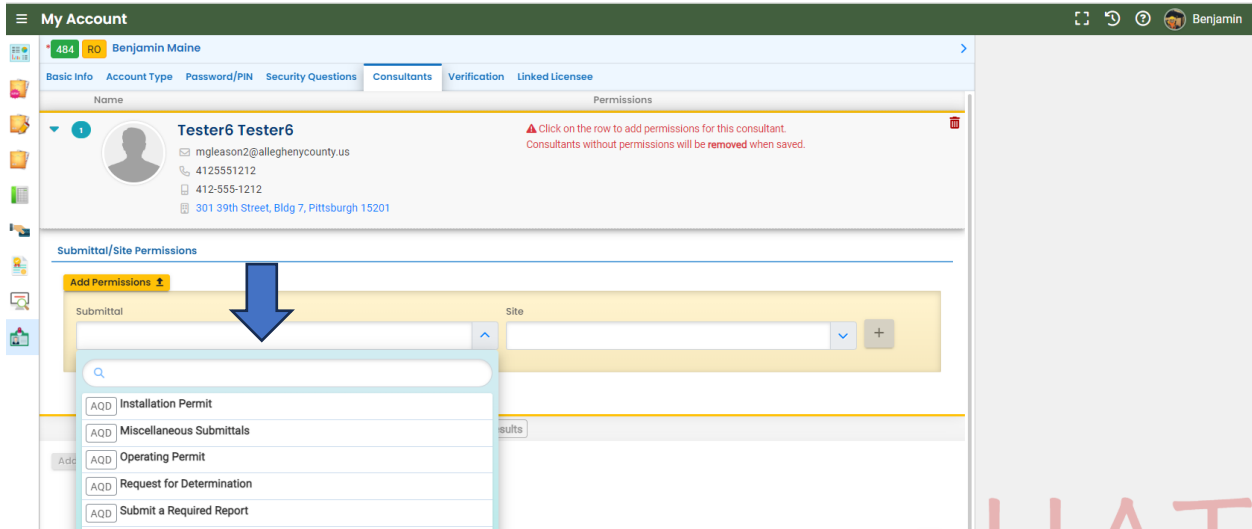 My Account
Benjamin
* 484 RO Benjamin Maine
Basic Info Account Type Password/PIN Security Questions Consultants Verification Linked Licensee
Name Permissions
1 Tester6 Tester6
Click on the row to add permissions for this consultant.
Consultants without permissions will be removed when saved.
mgleason2@alleghenycounty.us
4125551212
412-555-1212
301 39th Street, Bldg 7, Pittsburgh 15201
Submittal/Site Permissions
Add Permissions
Submittal Site
+
AQD Installation Permit
AQD Miscellaneous Submittals
AQD Operating Permit
AQD Request for Determination
AQD Submit a Required Report